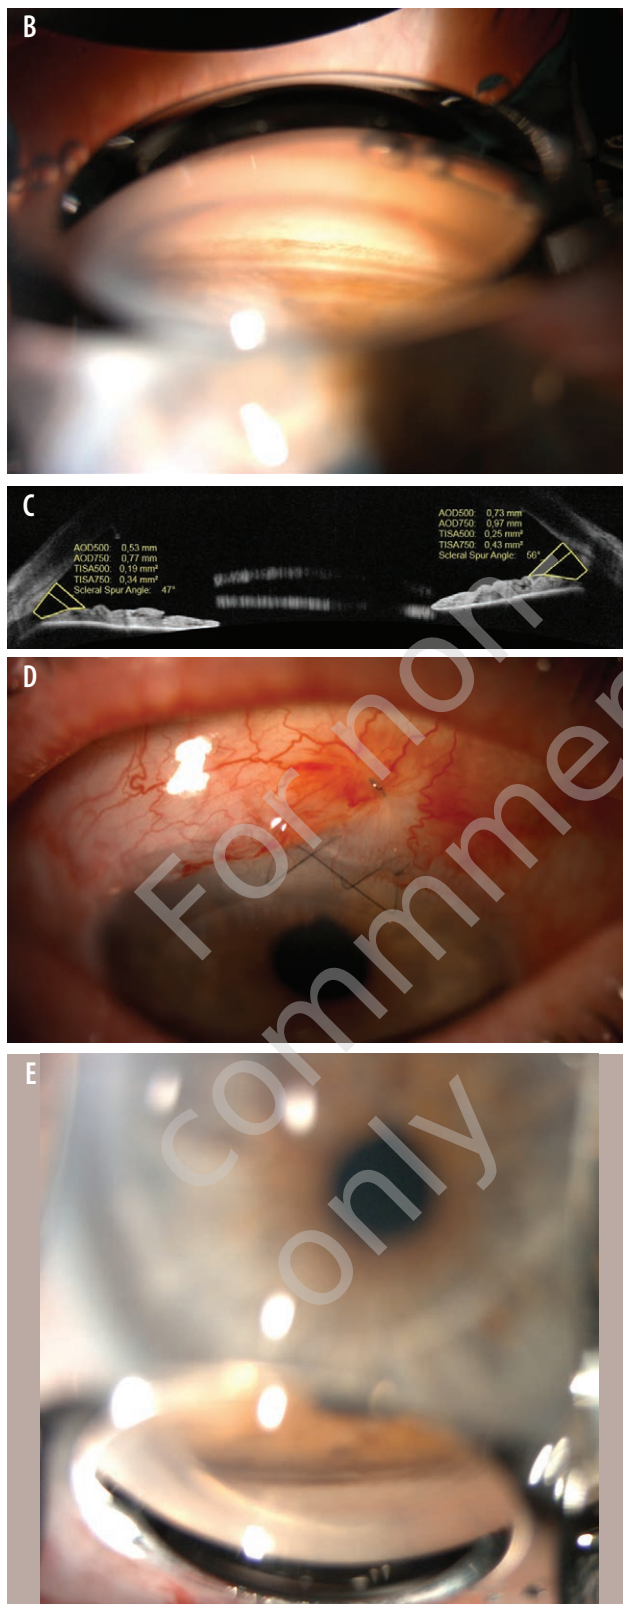 B
C
AOD500: 0,53 mm
AOD750: 0,77 mm
TISA500: 0,19 mm²
TISA750: 0,34 mm²
Scleral Spur Angle: 47°
AOD500: 0,73 mm
AOD750: 0,97 mm
TISA500: 0,25 mm²
TISA750: 0,43 mm²
Scleral Spur Angle: 56°
D
E
For non
commmer
only